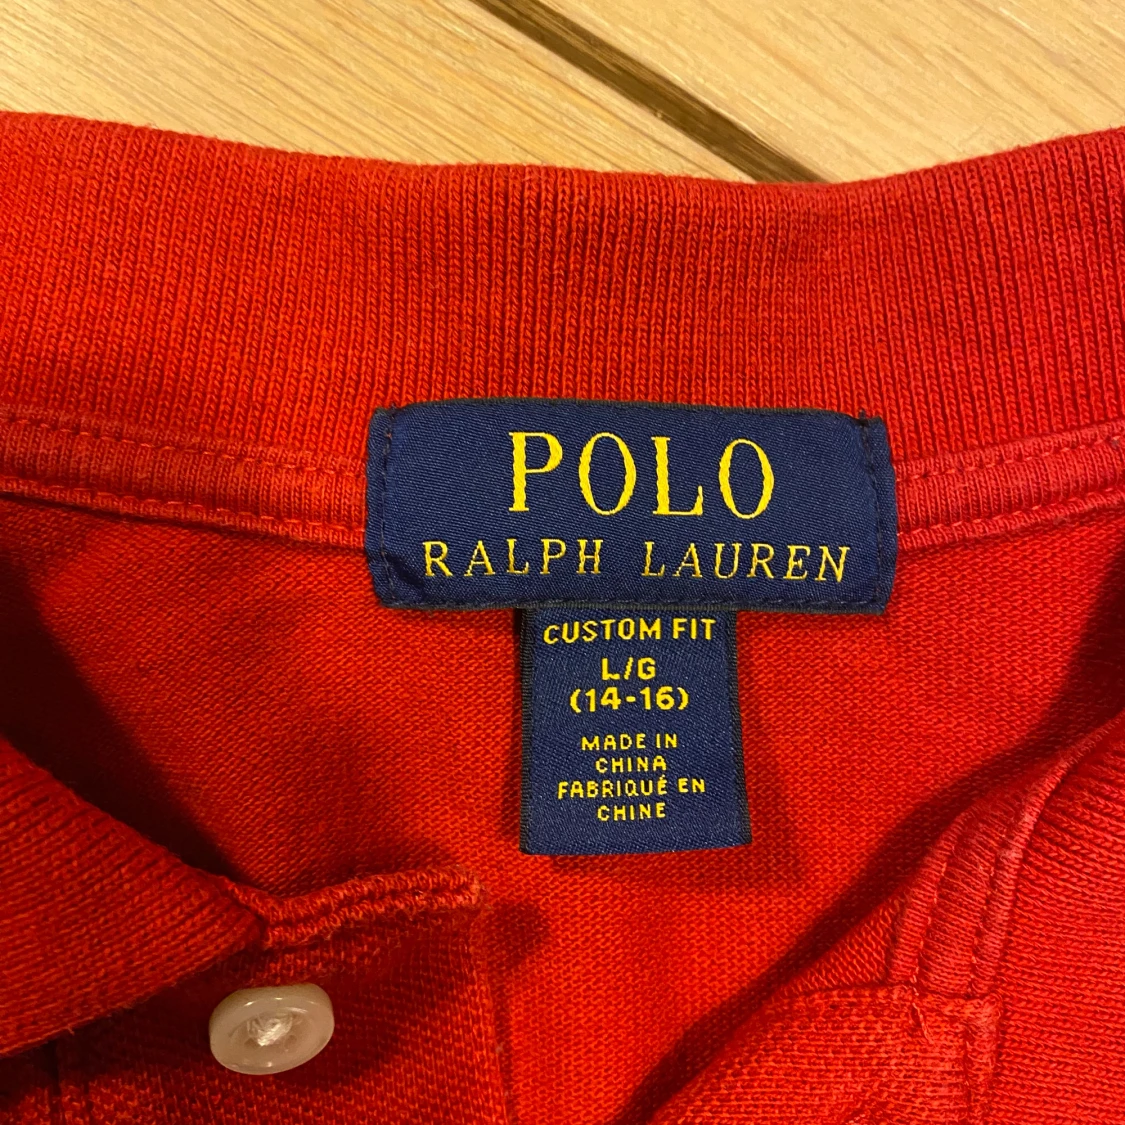 POLO
RALPH LAUREN
CUSTOM FIT
L/G
(14-16)
MADE IN
CHINA
FABRIQUÉ EN
CHINE